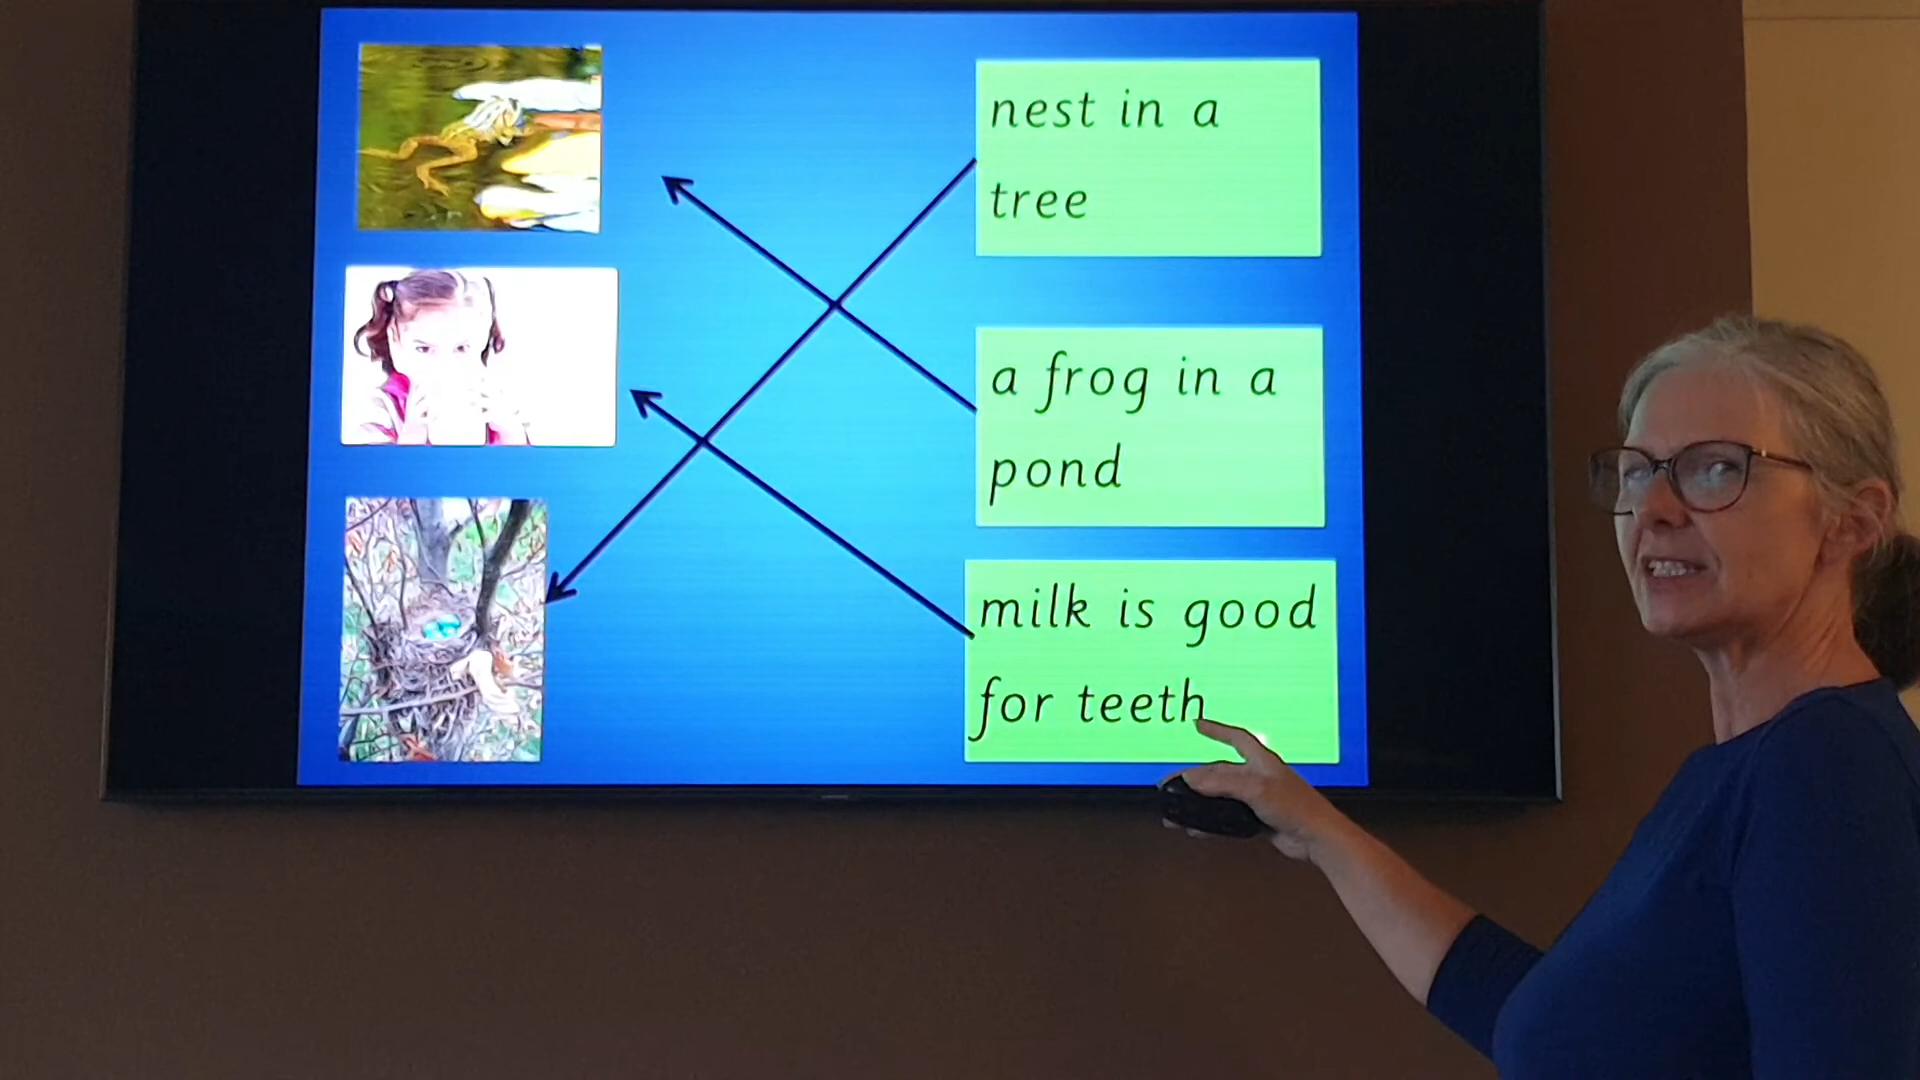 nest in a
tree
a frog in a
pond
milk is good
for teeth